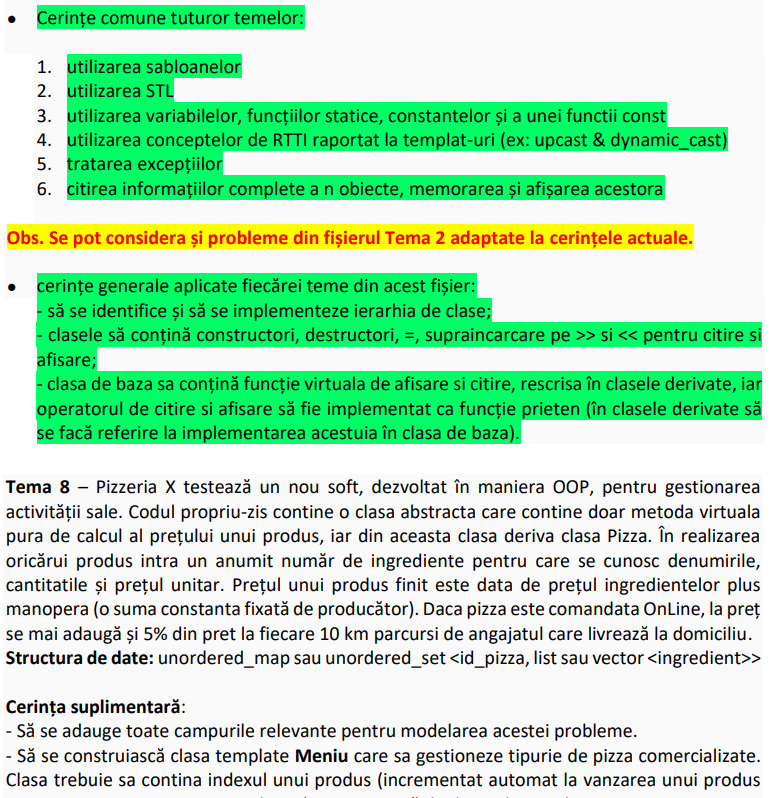 ● Cerințe comune tuturor temelor:
1. utilizarea sabloanelor
2. utilizarea STL
3. utilizarea variabilelor, funcțiilor statice, constantelor și a unei functii const
4. utilizarea conceptelor de RTTI raportat la templat-uri (ex: upcast & dynamic_cast)
5. tratarea excepțiilor
6. citirea informațiilor complete a n obiecte, memorarea și afișarea acestora
Obs. Se pot considera și probleme din fișierul Tema 2 adaptate la cerințele actuale.
● cerințe generale aplicate fiecărei teme din acest fișier:
- să se identifice și să se implementeze ierarhia de clase;
- clasele să conțină constructori, destructori, =, supraincarcare pe >> si << pentru citire si
afisare;
- clasa de baza sa conțină funcție virtuala de afisare si citire, rescrisa în clasele derivate, iar
operatorul de citire si afisare să fie implementat ca funcție prieten (în clasele derivate să
se facă referire la implementarea acestuia în clasa de baza).
Tema 8 – Pizzeria X testează un nou soft, dezvoltat în maniera OOP, pentru gestionarea
activității sale. Codul propriu-zis contine o clasa abstracta care contine doar metoda virtuala
pura de calcul al prețului unui produs, iar din aceasta clasa deriva clasa Pizza. În realizarea
oricărui produs intra un anumit număr de ingrediente pentru care se cunosc denumirile,
cantitatile și prețul unitar. Prețul unui produs finit este data de prețul ingredientelor plus
manopera (o suma constanta fixată de producător). Daca pizza este comandata OnLine, la preț
se mai adaugă și 5% din pret la fiecare 10 km parcursi de angajatul care livrează la domiciliu.
Structura de date: unordered_map sau unordered_set <id_pizza, list sau vector <ingredient>>
Cerința suplimentară:
- Să se adauge toate campurile relevante pentru modelarea acestei probleme.
- Să se construiască clasa template Meniu care sa gestioneze tipurie de pizza comercializate.
Clasa trebuie sa contina indexul unui produs (incrementat automat la vanzarea unui produs